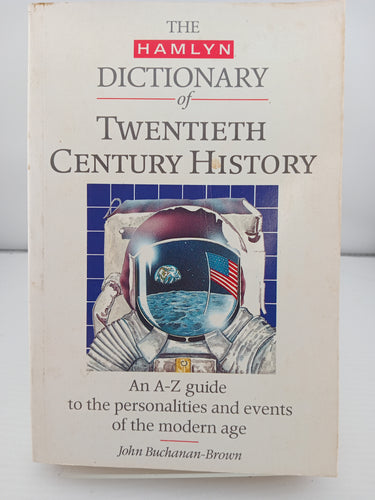 THE
HAMLYN
DICTIONARY
of
TWENTIETH
CENTURY HISTORY
An A-Z guide
to the personalities and events
of the modern age
John Buchanan-Brown